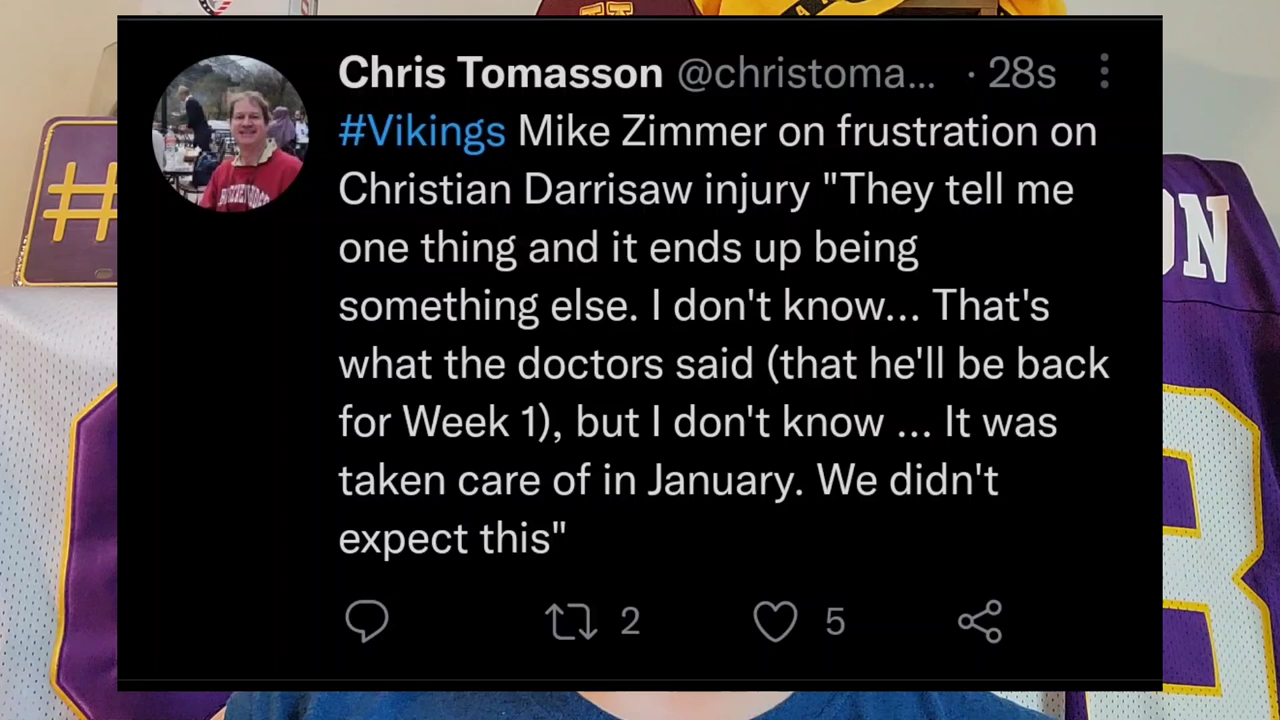 Chris Tomasson @christoma... · 28s
#Vikings Mike Zimmer on frustration on
Christian Darrisaw injury "They tell me
one thing and it ends up being
something else. I don't know... That's
what the doctors said (that he'll be back
for Week 1), but I don't know ... It was
taken care of in January. We didn't
expect this"
2 5
#
ON